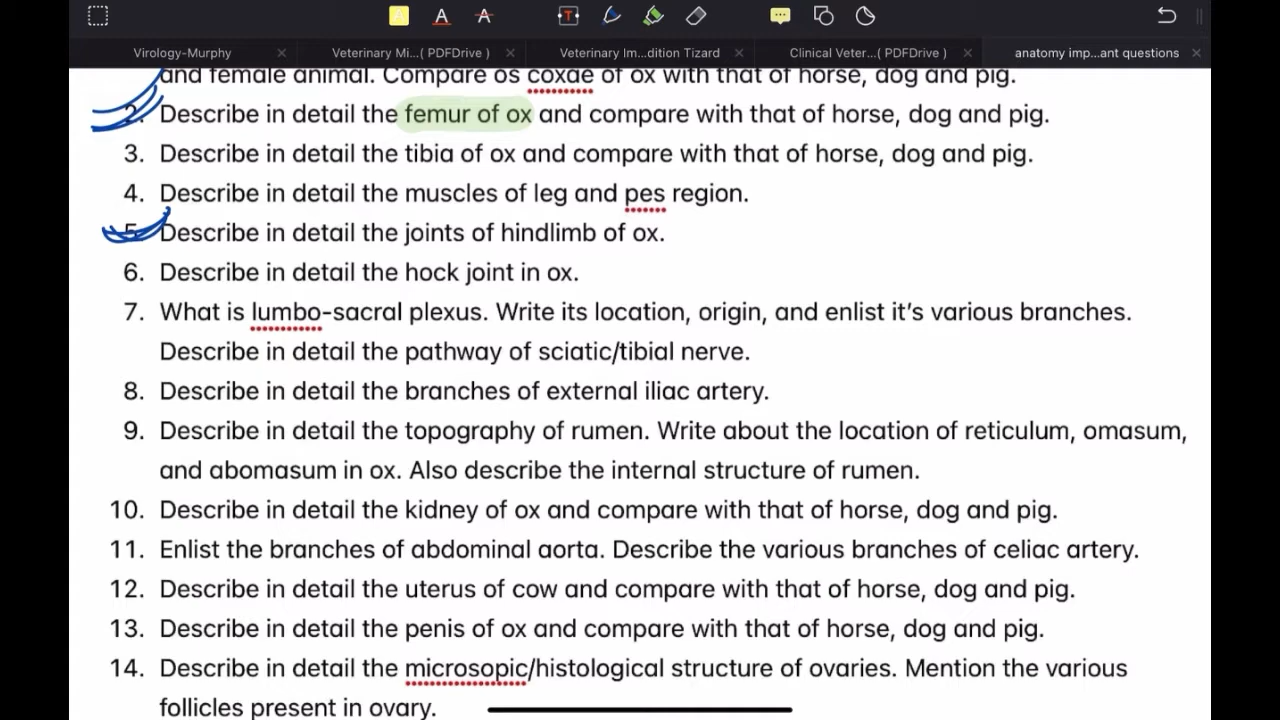 Virology-Murphy
Veterinary Mi...( PDFDrive )
Veterinary Im...dition Tizard
Clinical Veter...( PDFDrive )
anatomy imp...ant questions
and female animal. Compare os coxae of ox with that of horse, dog and pig.
2. Describe in detail the femur of ox and compare with that of horse, dog and pig.
3. Describe in detail the tibia of ox and compare with that of horse, dog and pig.
4. Describe in detail the muscles of leg and pes region.
5. Describe in detail the joints of hindlimb of ox.
6. Describe in detail the hock joint in ox.
7. What is lumbo-sacral plexus. Write its location, origin, and enlist it’s various branches.
Describe in detail the pathway of sciatic/tibial nerve.
8. Describe in detail the branches of external iliac artery.
9. Describe in detail the topography of rumen. Write about the location of reticulum, omasum,
and abomasum in ox. Also describe the internal structure of rumen.
10. Describe in detail the kidney of ox and compare with that of horse, dog and pig.
11. Enlist the branches of abdominal aorta. Describe the various branches of celiac artery.
12. Describe in detail the uterus of cow and compare with that of horse, dog and pig.
13. Describe in detail the penis of ox and compare with that of horse, dog and pig.
14. Describe in detail the microsopic/histological structure of ovaries. Mention the various
follicles present in ovary.